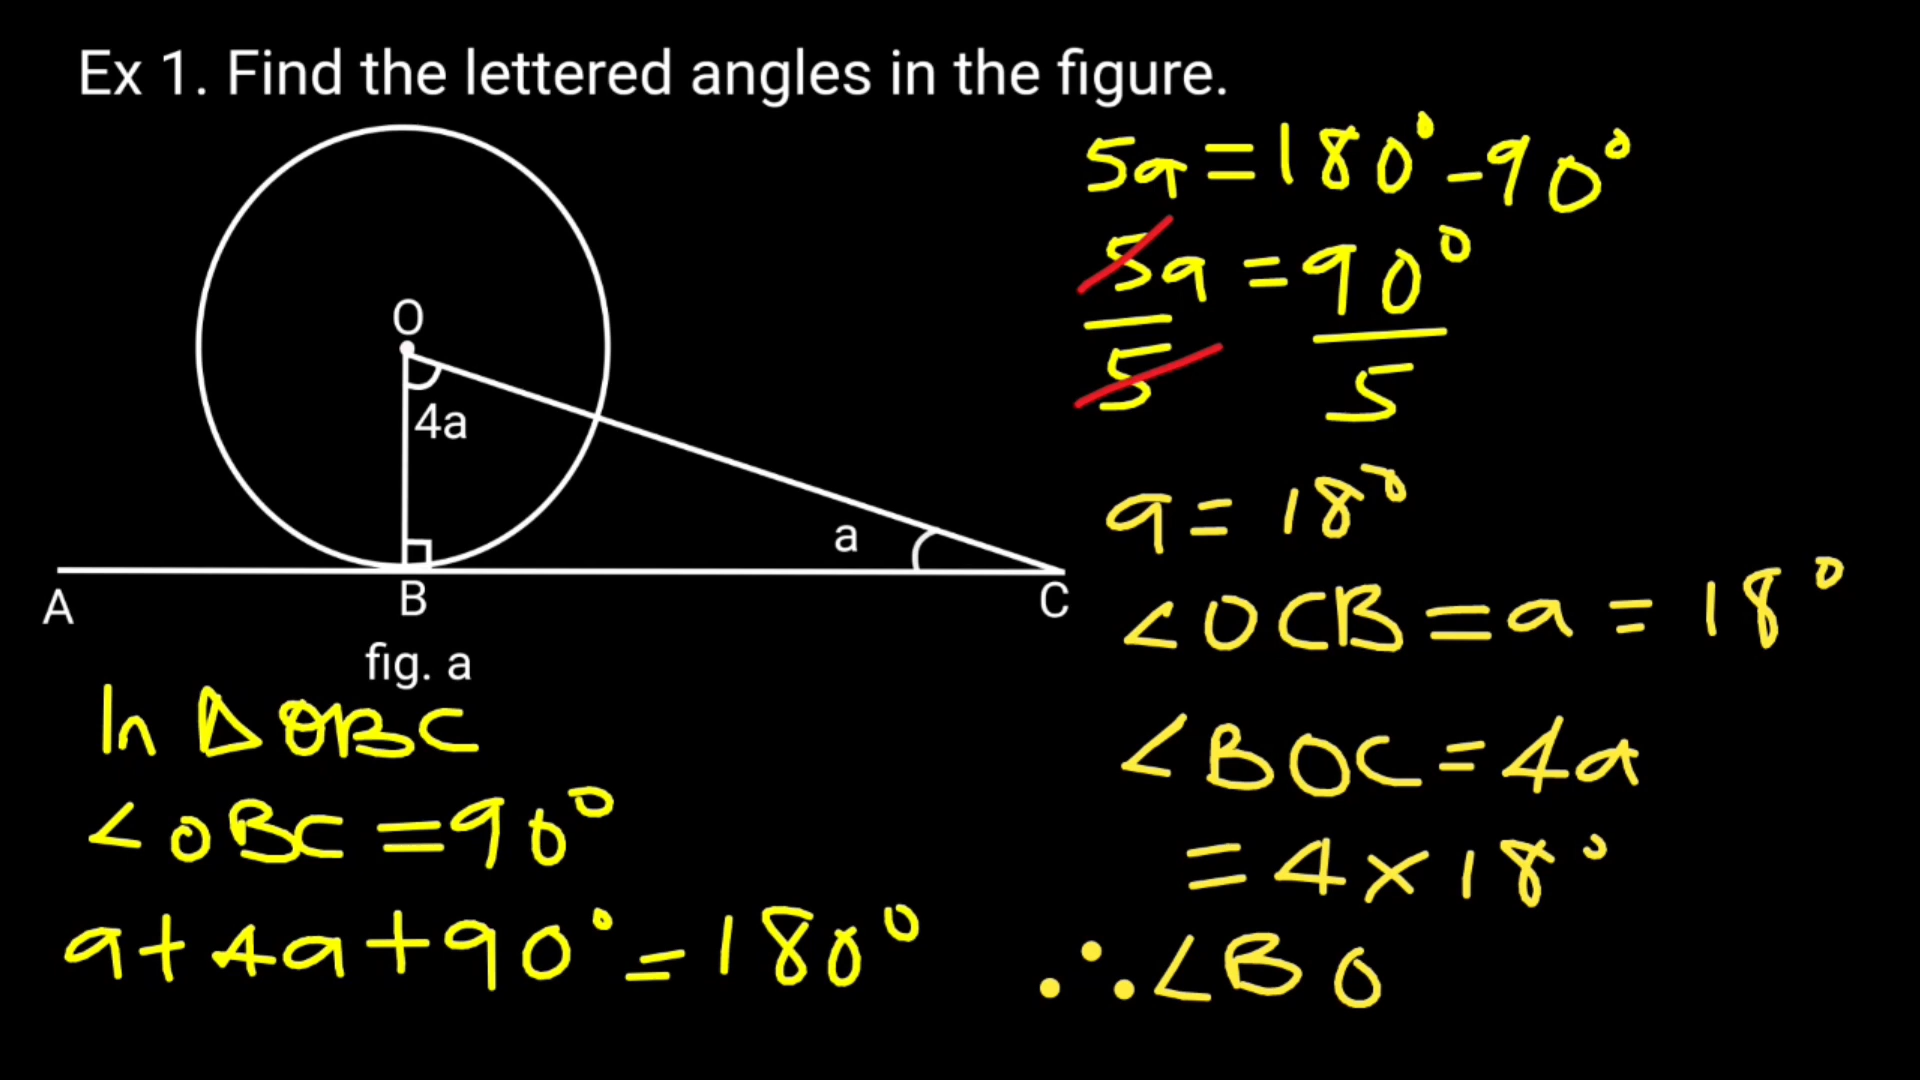 Ex 1. Find the lettered angles in the figure.
O
4a
a
A
B
C
fig. a
In △OBC
∠OBC = 90°
a + 4a + 90° = 180°
5a = 180° - 90°
5a = 90°
5 5
a = 18°
∠OCB = a = 18°
∠BOC = 4a
= 4 × 18°
∴ ∠BO